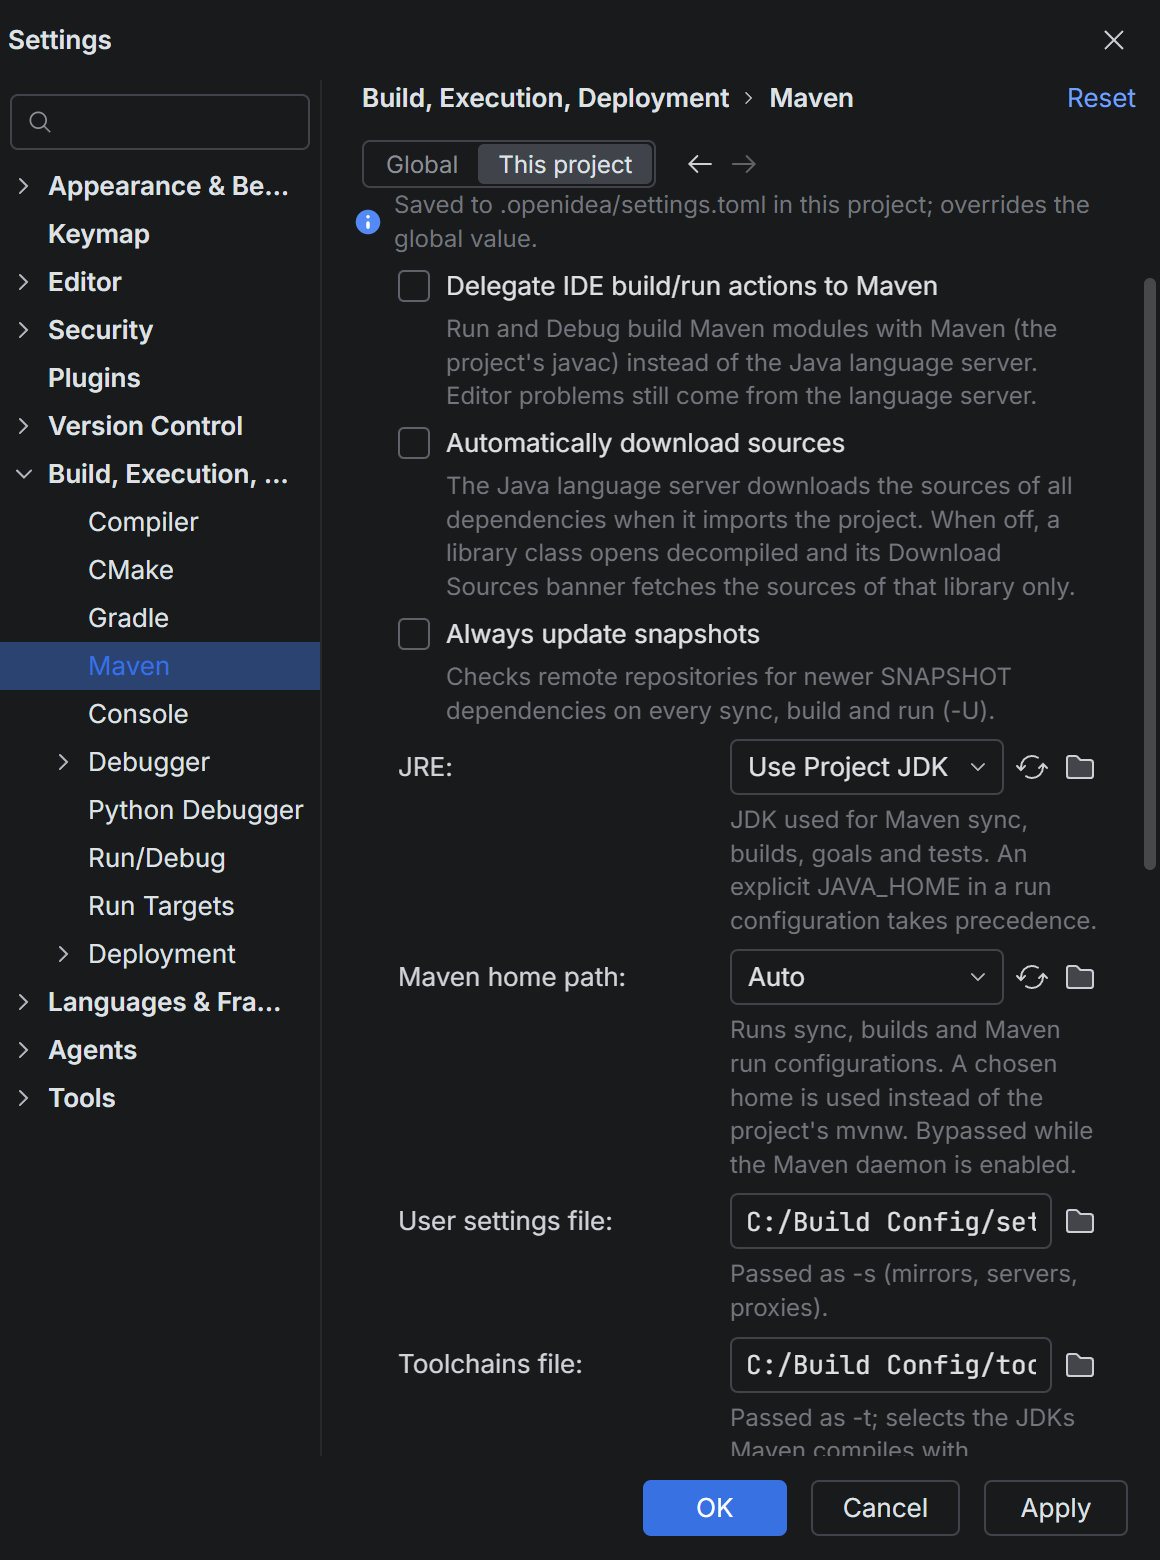 Settings
Appearance & Be...
Keymap
Editor
Security
Plugins
Version Control
Build, Execution, ...
Compiler
CMake
Gradle
Maven
Console
Debugger
Python Debugger
Run/Debug
Run Targets
Deployment
Languages & Fra...
Agents
Tools
Build, Execution, Deployment › Maven
Reset
Global
This project
Saved to .openidea/settings.toml in this project; overrides the
global value.
Delegate IDE build/run actions to Maven
Run and Debug build Maven modules with Maven (the
project's javac) instead of the Java language server.
Editor problems still come from the language server.
Automatically download sources
The Java language server downloads the sources of all
dependencies when it imports the project. When off, a
library class opens decompiled and its Download
Sources banner fetches the sources of that library only.
Always update snapshots
Checks remote repositories for newer SNAPSHOT
dependencies on every sync, build and run (-U).
JRE:
Use Project JDK
JDK used for Maven sync,
builds, goals and tests. An
explicit JAVA_HOME in a run
configuration takes precedence.
Maven home path:
Auto
Runs sync, builds and Maven
run configurations. A chosen
home is used instead of the
project's mvnw. Bypassed while
the Maven daemon is enabled.
User settings file:
C:/Build Config/set
Passed as -s (mirrors, servers,
proxies).
Toolchains file:
C:/Build Config/too
Passed as -t; selects the JDKs
Maven compiles with
OK
Cancel
Apply